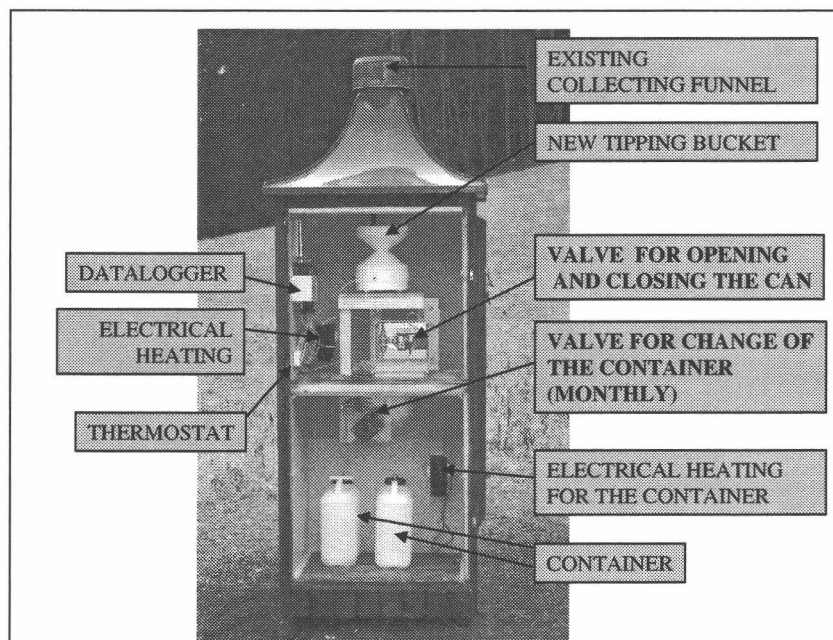 EXISTING
COLLECTING FUNNEL
NEW TIPPING BUCKET
VALVE FOR OPENING
AND CLOSING THE CAN
DATALOGGER
ELECTRICAL
HEATING
VALVE FOR CHANGE OF
THE CONTAINER
(MONTHLY)
THERMOSTAT
ELECTRICAL HEATING
FOR THE CONTAINER
CONTAINER